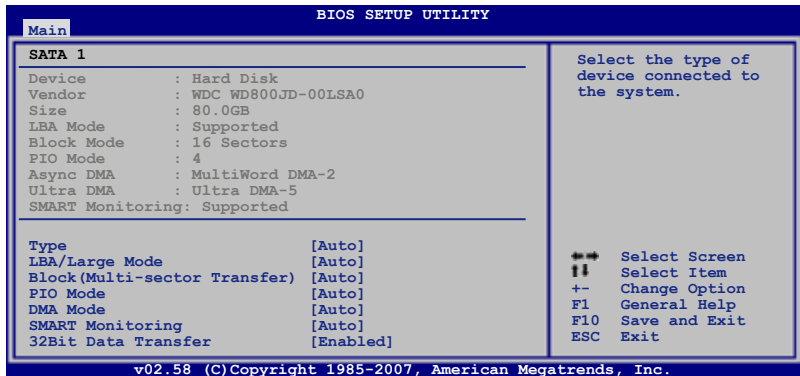 BIOS SETUP UTILITY
Main
SATA 1
Device : Hard Disk
Vendor : WDC WD800JD-00LSA0
Size : 80.0GB
LBA Mode : Supported
Block Mode : 16 Sectors
PIO Mode : 4
Async DMA : MultiWord DMA-2
Ultra DMA : Ultra DMA-5
SMART Monitoring: Supported
Type [Auto]
LBA/Large Mode [Auto]
Block(Multi-sector Transfer) [Auto]
PIO Mode [Auto]
DMA Mode [Auto]
SMART Monitoring [Auto]
32Bit Data Transfer [Enabled]
Select the type of
device connected to
the system.
Select Screen
Select Item
+- Change Option
F1 General Help
F10 Save and Exit
ESC Exit
v02.58 (C)Copyright 1985-2007, American Megatrends, Inc.